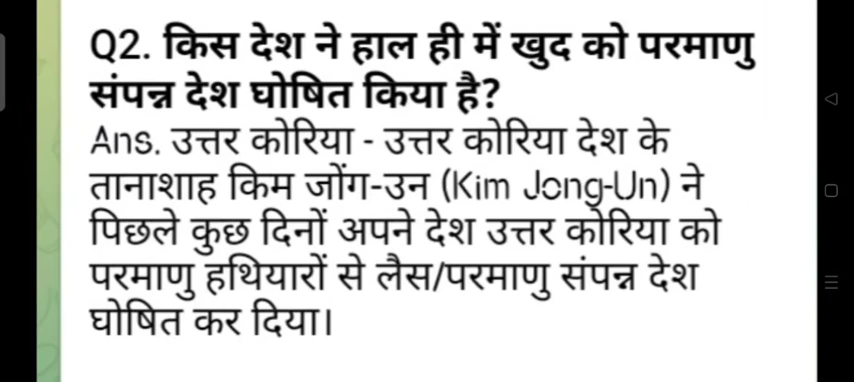 Q2. किस देश ने हाल ही में खुद को परमाणु
संपन्न देश घोषित किया है?
Ans. उत्तर कोरिया - उत्तर कोरिया देश के
तानाशाह किम जोंग-उन (Kim Jong-Un) ने
पिछले कुछ दिनों अपने देश उत्तर कोरिया को
परमाणु हथियारों से लैस/परमाणु संपन्न देश
घोषित कर दिया।